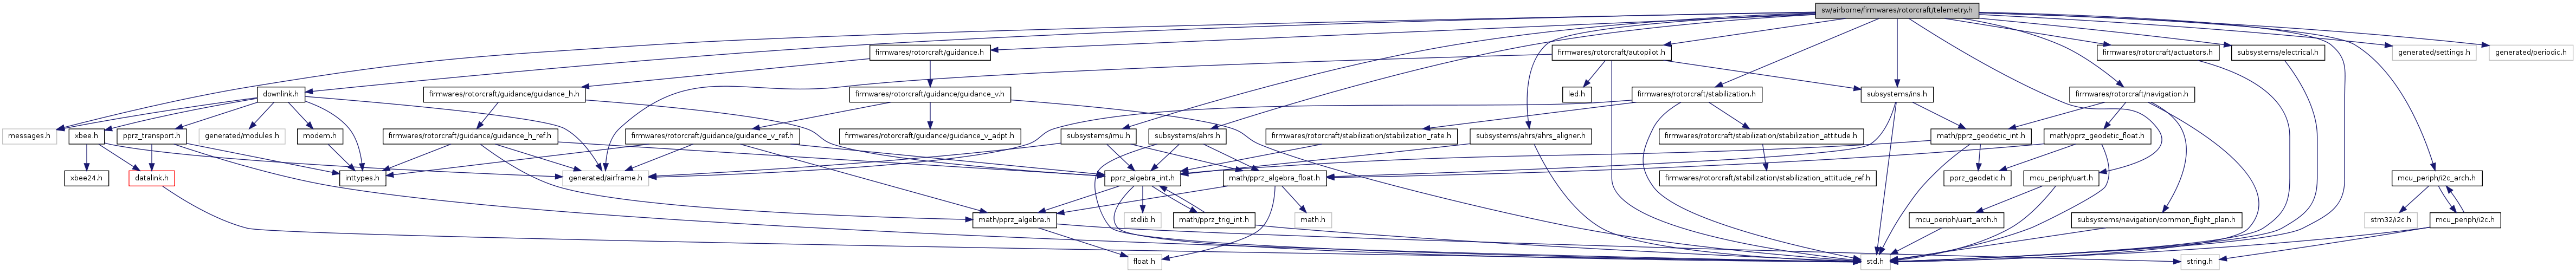 sw/airborne/firmwares/rotorcraft/telemetry.h
firmwares/rotorcraft/guidance.h
firmwares/rotorcraft/autopilot.h
firmwares/rotorcraft/actuators.h
subsystems/electrical.h
generated/settings.h
generated/periodic.h
downlink.h
firmwares/rotorcraft/guidance/guidance_h.h
firmwares/rotorcraft/guidance/guidance_v.h
led.h
firmwares/rotorcraft/stabilization.h
subsystems/ins.h
firmwares/rotorcraft/navigation.h
messages.h
xbee.h
pprz_transport.h
generated/modules.h
modem.h
firmwares/rotorcraft/guidance/guidance_h_ref.h
firmwares/rotorcraft/guidance/guidance_v_ref.h
firmwares/rotorcraft/guidance/guidance_v_adpt.h
subsystems/imu.h
subsystems/ahrs.h
firmwares/rotorcraft/stabilization/stabilization_rate.h
subsystems/ahrs/ahrs_aligner.h
firmwares/rotorcraft/stabilization/stabilization_attitude.h
math/pprz_geodetic_int.h
math/pprz_geodetic_float.h
xbee24.h
datalink.h
inttypes.h
generated/airframe.h
pprz_algebra_int.h
math/pprz_algebra_float.h
firmwares/rotorcraft/stabilization/stabilization_attitude_ref.h
pprz_geodetic.h
mcu_periph/uart.h
mcu_periph/i2c_arch.h
math/pprz_algebra.h
stdlib.h
math/pprz_trig_int.h
math.h
mcu_periph/uart_arch.h
subsystems/navigation/common_flight_plan.h
stm32/i2c.h
mcu_periph/i2c.h
float.h
std.h
string.h